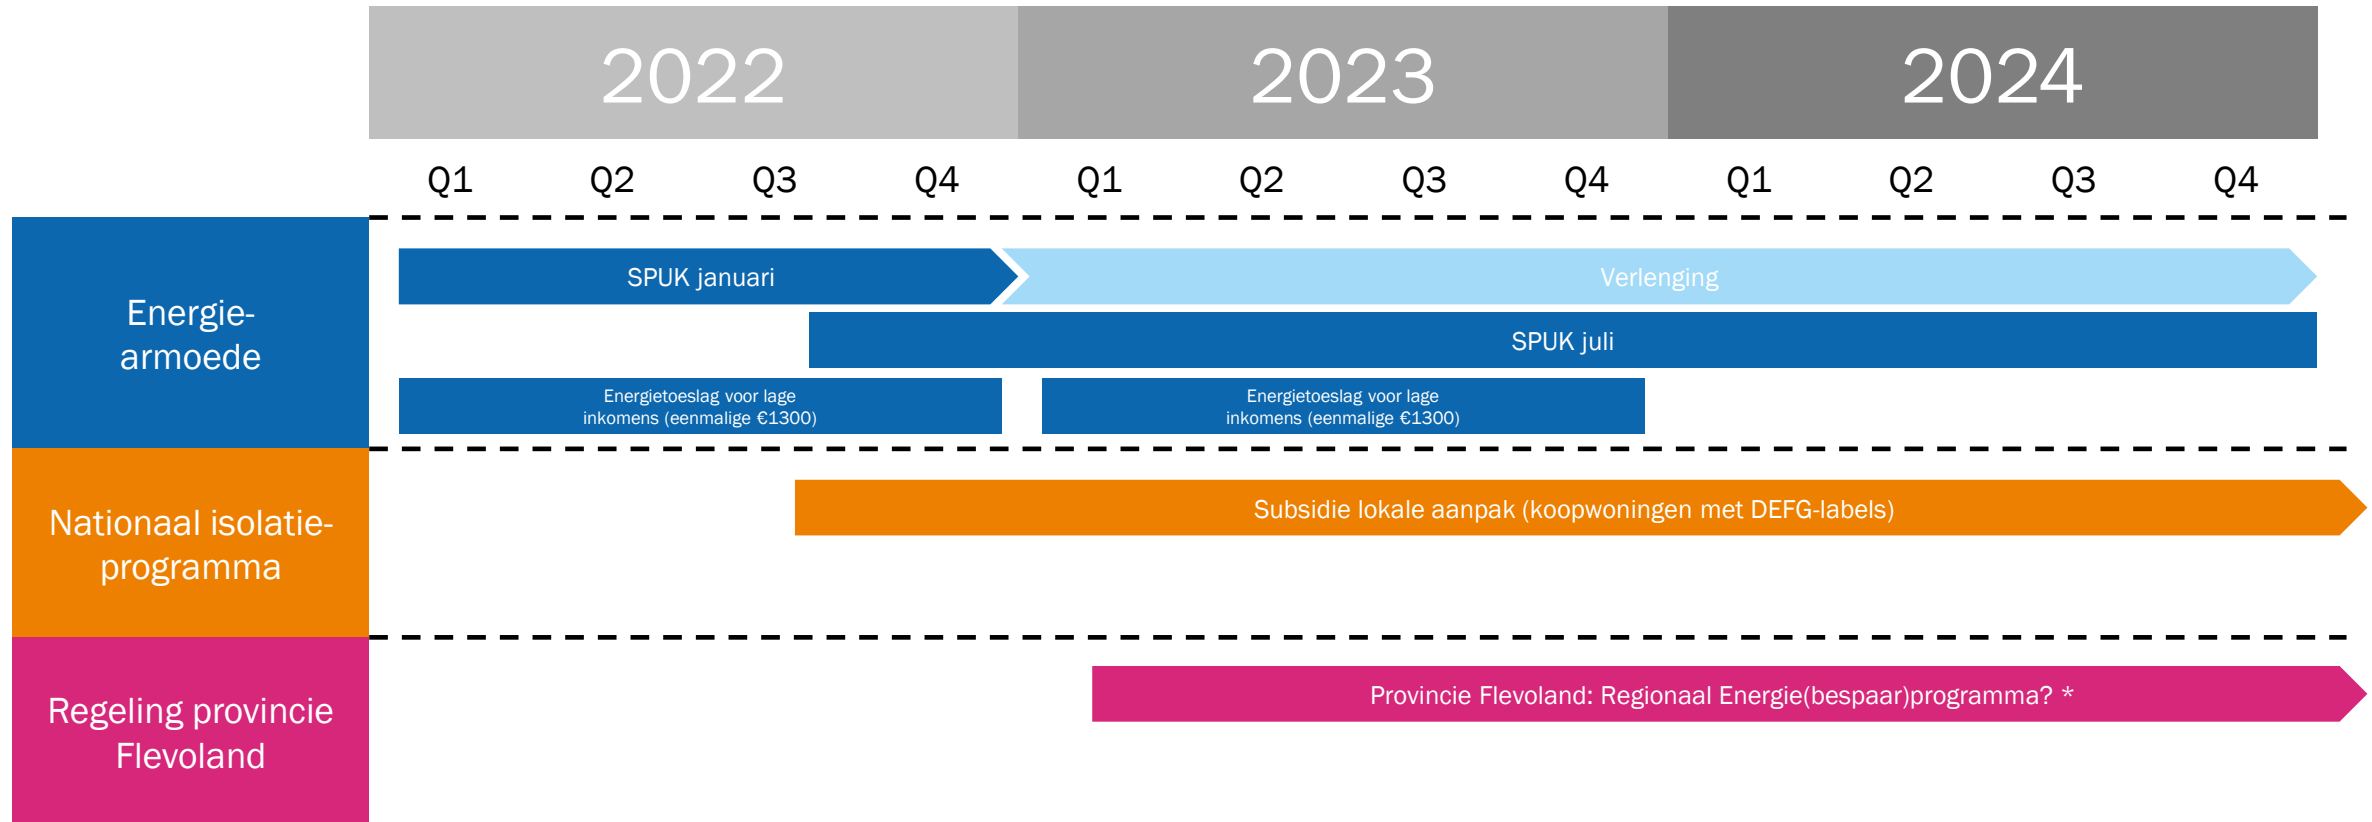 2022
2023
2024
Q1 Q2 Q3 Q4 Q1 Q2 Q3 Q4 Q1 Q2 Q3 Q4
Energie-
armoede
SPUK januari
Verlenging
SPUK juli
Energietoeslag voor lage
inkomens (eenmalige €1300)
Energietoeslag voor lage
inkomens (eenmalige €1300)
Nationaal isolatie-
programma
Subsidie lokale aanpak (koopwoningen met DEFG-labels)
Regeling provincie
Flevoland
Provincie Flevoland: Regionaal Energie(bespaar)programma? *